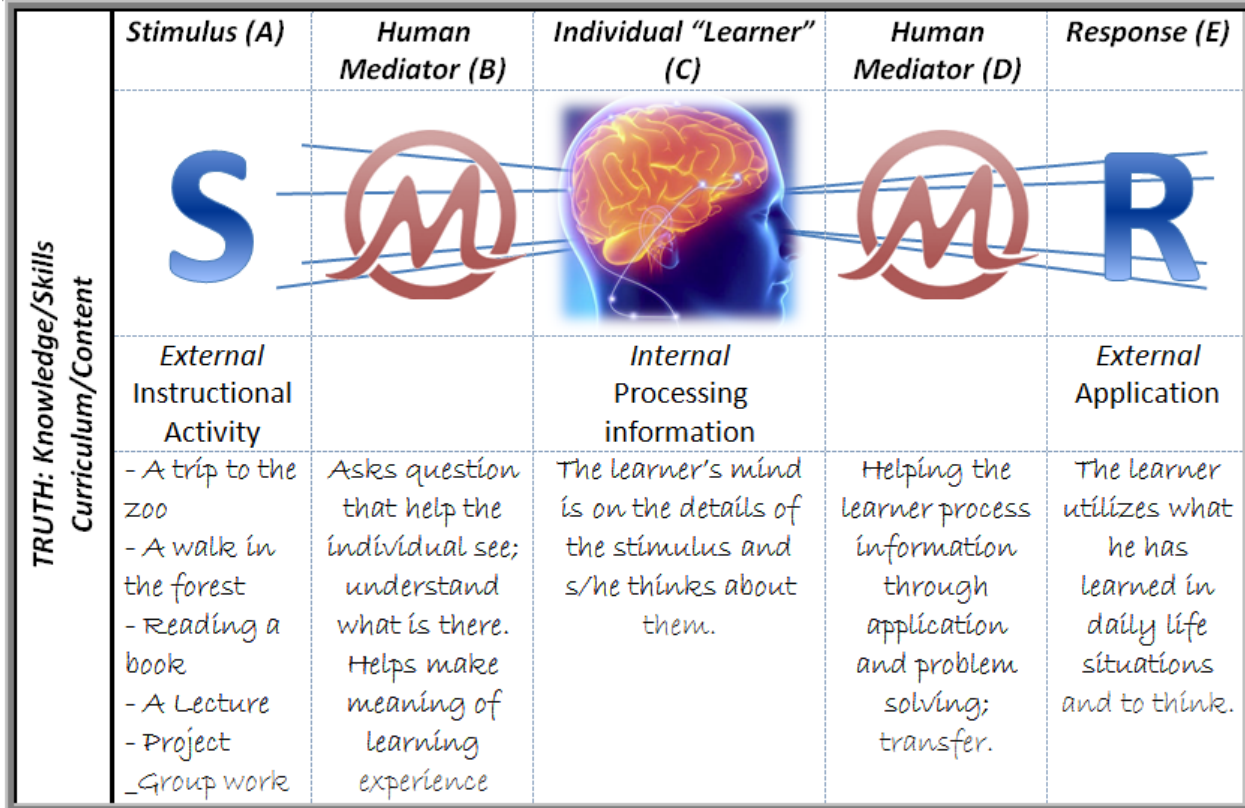 Stimulus (A)
Human
Mediator (B)
Individual “Learner”
(C)
Human
Mediator (D)
Response (E)
TRUTH: Knowledge/Skills
Curriculum/Content
S
M
M
R
External
Instructional
Activity
Internal
Processing
information
External
Application
- A trip to the
zoo
- A walk in
the forest
- Reading a
book
- A Lecture
- Project
_Group work
Asks question
that help the
individual see;
understand
what is there.
Helps make
meaning of
learning
experience
The learner’s mind
is on the details of
the stimulus and
s/he thinks about
them.
Helping the
learner process
information
through
application
and problem
solving;
transfer.
The learner
utilizes what
he has
learned in
daily life
situations
and to think.